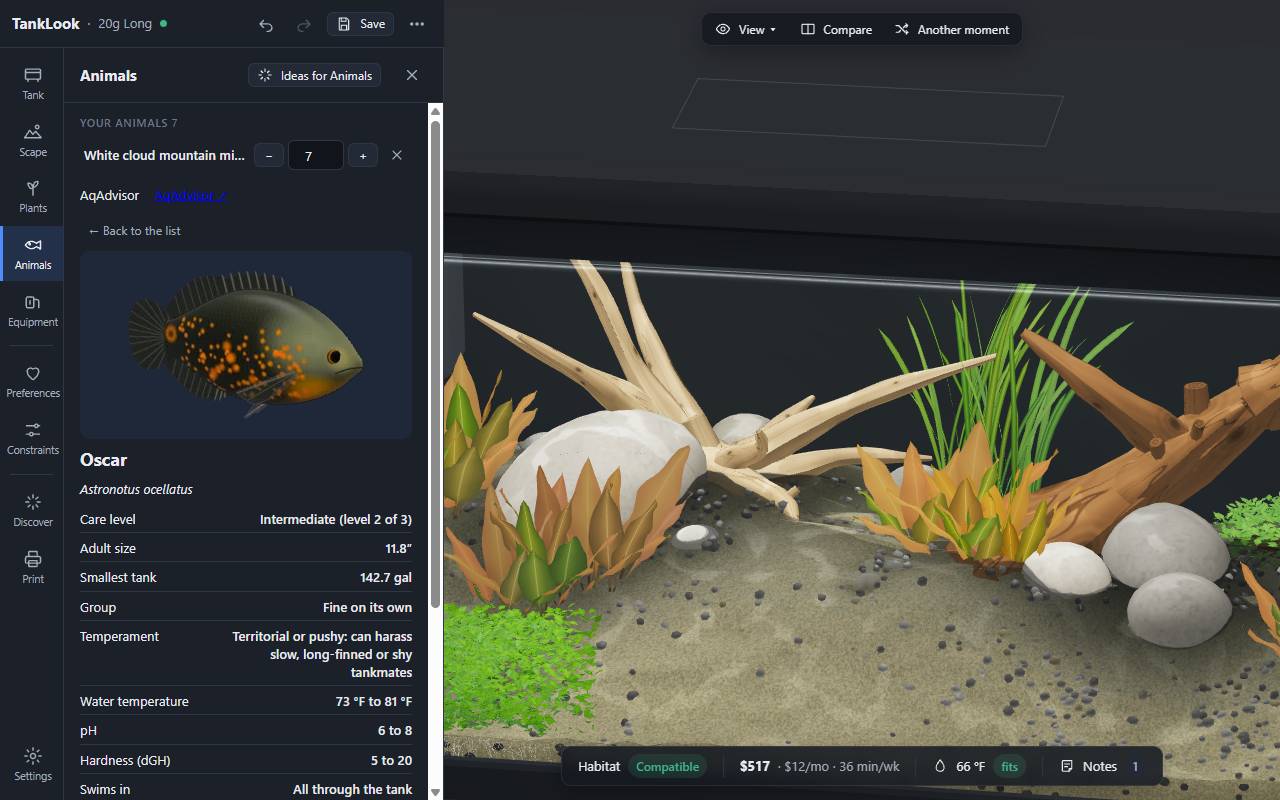 TankLook · 20g Long
Save
View
Compare
Another moment
Tank
Scape
Plants
Animals
Equipment
Preferences
Constraints
Discover
Print
Settings
Animals
Ideas for Animals
YOUR ANIMALS 7
White cloud mountain mi...
− 7 +
AqAdvisor AqAdvisor ↗
← Back to the list
Oscar
Astronotus ocellatus
Care level Intermediate (level 2 of 3)
Adult size 11.8″
Smallest tank 142.7 gal
Group Fine on its own
Temperament Territorial or pushy: can harass
slow, long-finned or shy
tankmates
Water temperature 73 °F to 81 °F
pH 6 to 8
Hardness (dGH) 5 to 20
Swims in All through the tank
Habitat Compatible $517 · $12/mo · 36 min/wk 66 °F fits Notes 1